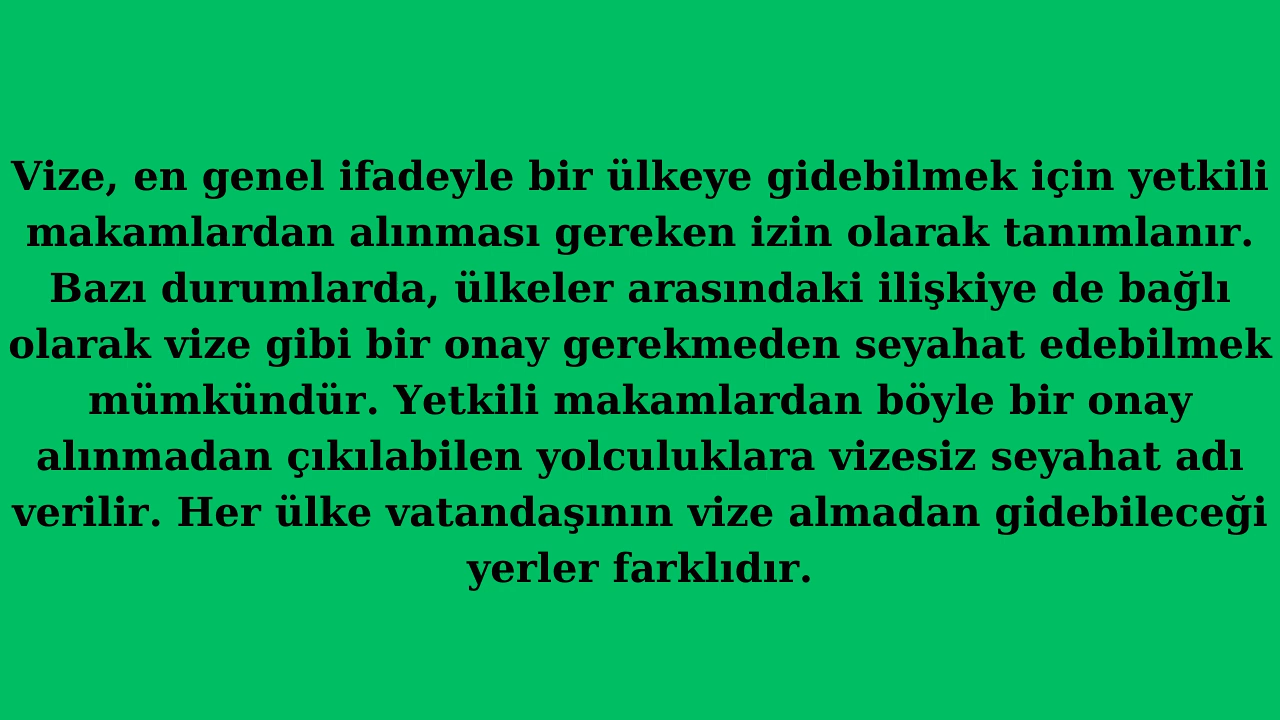 Vize, en genel ifadeyle bir ülkeye gidebilmek için yetkili
makamlardan alınması gereken izin olarak tanımlanır.
Bazı durumlarda, ülkeler arasındaki ilişkiye de bağlı
olarak vize gibi bir onay gerekmeden seyahat edebilmek
mümkündür. Yetkili makamlardan böyle bir onay
alınmadan çıkılabilen yolculuklara vizesiz seyahat adı
verilir. Her ülke vatandaşının vize almadan gidebileceği
yerler farklıdır.